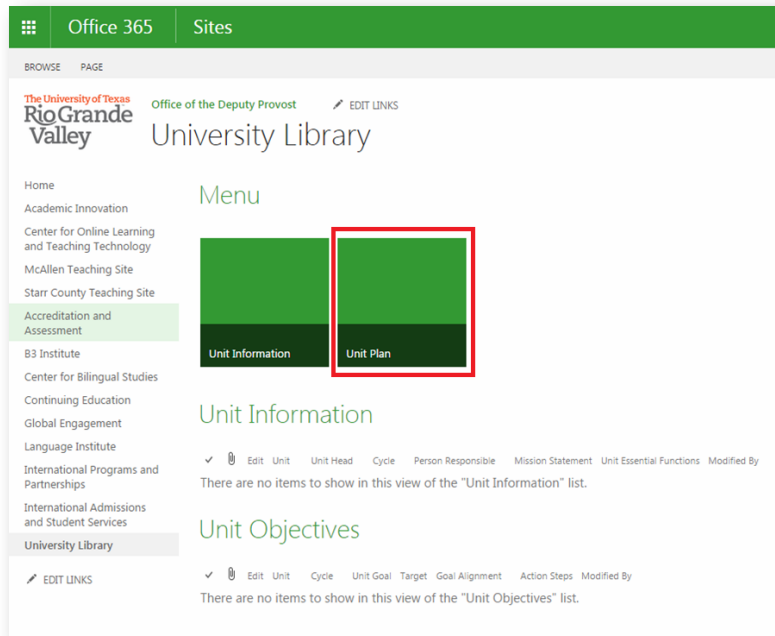 Office 365 Sites
BROWSE PAGE
The University of Texas
RioGrande
Valley
Office of the Deputy Provost EDIT LINKS
University Library
Home
Academic Innovation
Center for Online Learning
and Teaching Technology
McAllen Teaching Site
Starr County Teaching Site
Accreditation and
Assessment
B3 Institute
Center for Bilingual Studies
Continuing Education
Global Engagement
Language Institute
International Programs and
Partnerships
International Admissions
and Student Services
University Library
EDIT LINKS
Menu
Unit Information Unit Plan
Unit Information
Edit Unit Unit Head Cycle Person Responsible Mission Statement Unit Essential Functions Modified By
There are no items to show in this view of the "Unit Information" list.
Unit Objectives
Edit Unit Cycle Unit Goal Target Goal Alignment Action Steps Modified By
There are no items to show in this view of the "Unit Objectives" list.